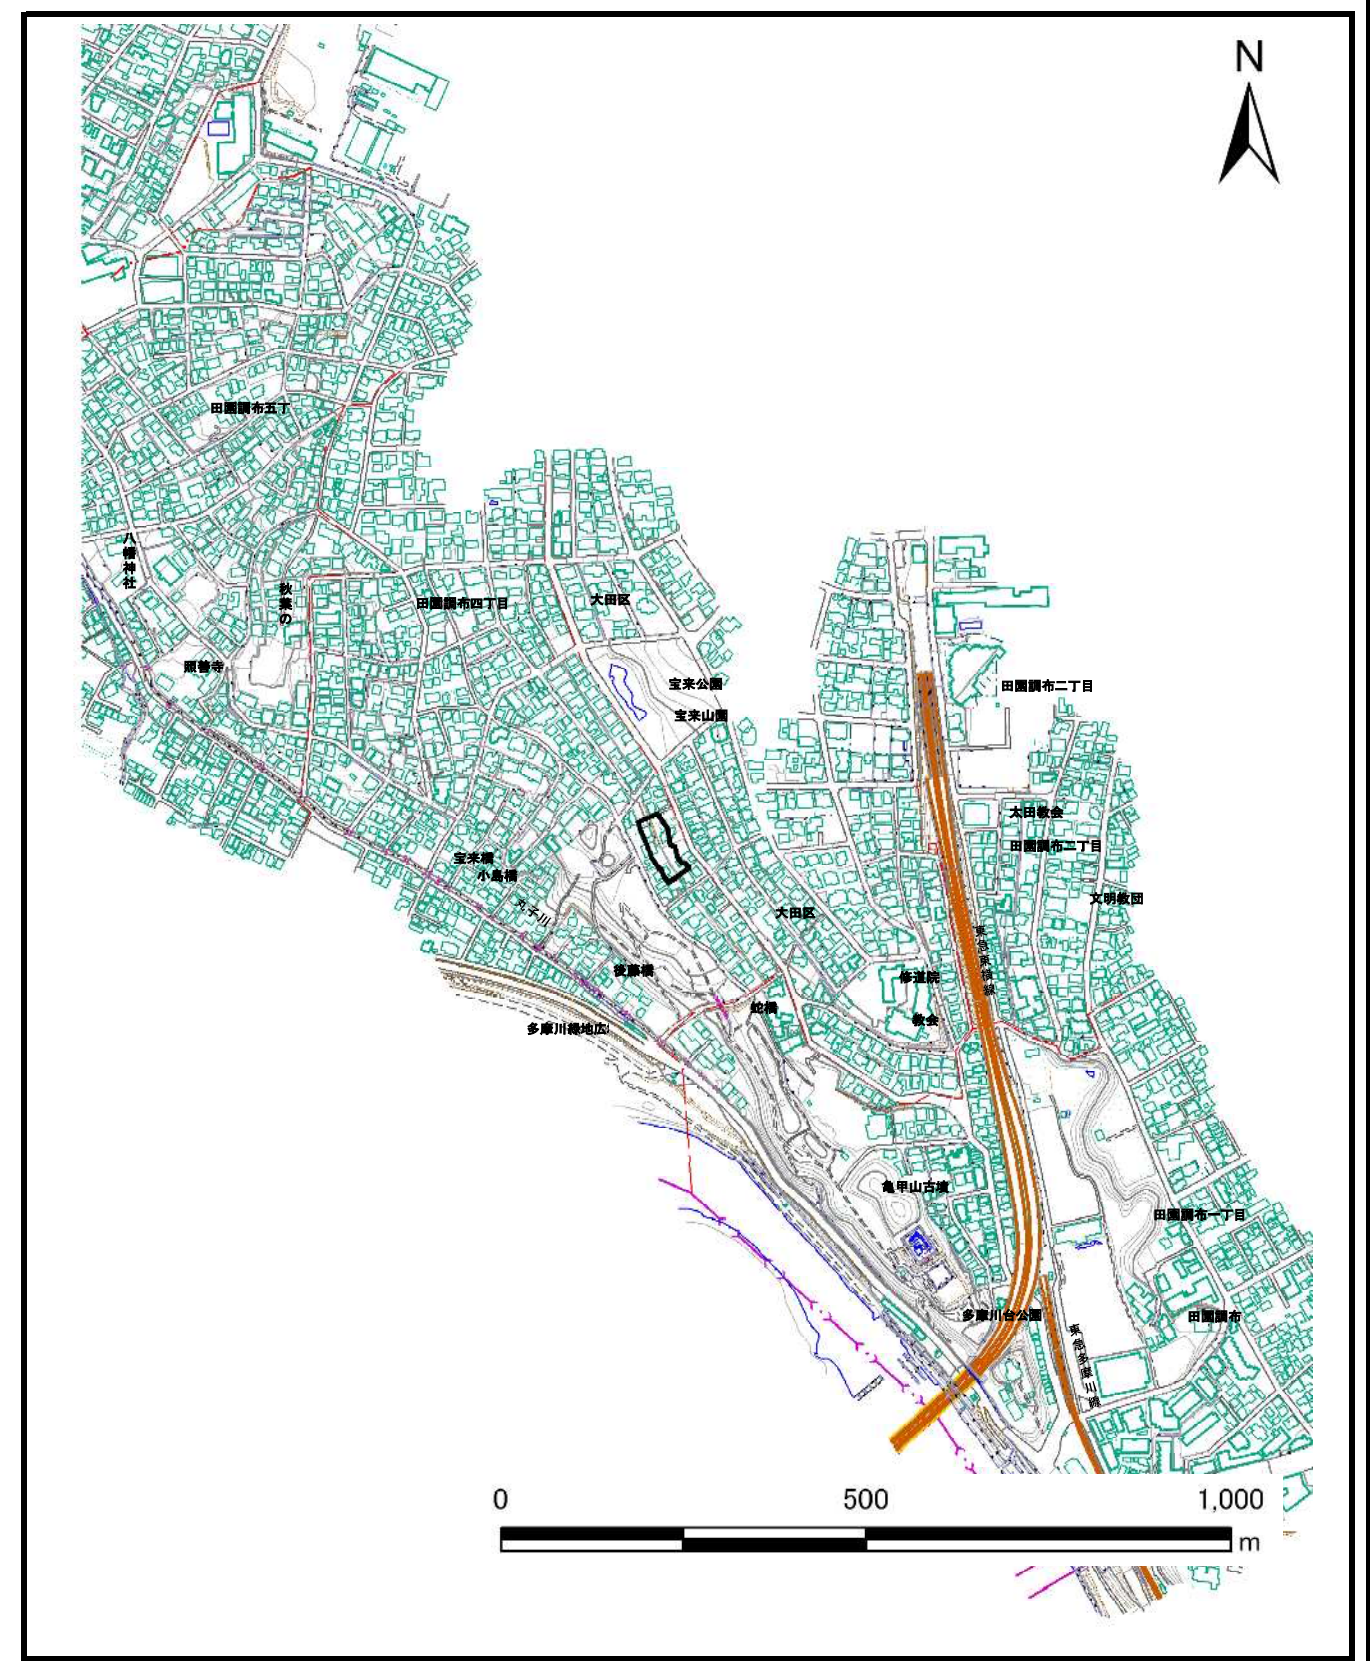 N
田園調布五丁
八幡神社
秋葉の
田園調布四丁目
大田区
照善寺
宝来公園
宝来山園
田園調布二丁目
太田教会
田園調布二丁目
宝来橋
小島橋
丸子川
文明教団
大田区
東急東横線
後藤橋
修道院
蛇橋
教会
多摩川緑地広
亀甲山古墳
田園調布一丁目
多摩川台公園
田園調布
東急多摩川線
0 500 1,000
m